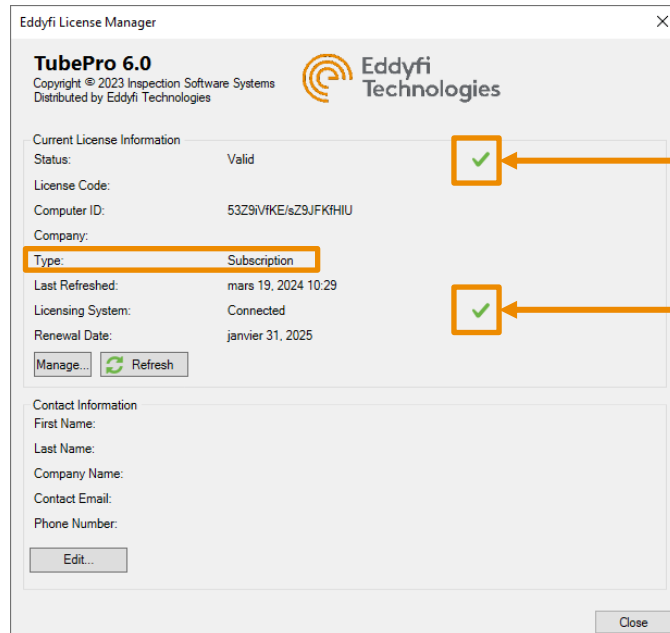 Eddyfi License Manager
TubePro 6.0
Copyright © 2023 Inspection Software Systems
Distributed by Eddyfi Technologies
Eddyfi
Technologies
Current License Information
Status: Valid
License Code:
Computer ID: 53Z9iVfKE/sZ9JFKfHIU
Company:
Type: Subscription
Last Refreshed: mars 19, 2024 10:29
Licensing System: Connected
Renewal Date: janvier 31, 2025
Manage... Refresh
Contact Information
First Name:
Last Name:
Company Name:
Contact Email:
Phone Number:
Edit...
Close